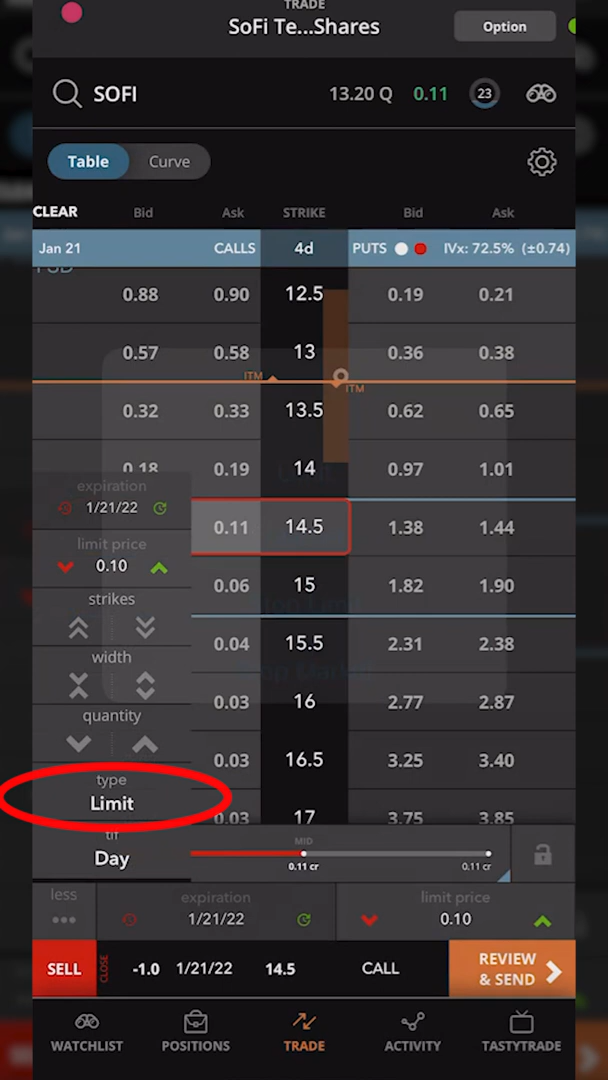 TRADE
SoFi Te...Shares Option
SOFI 13.20 Q 0.11 23
Table Curve
CLEAR Bid Ask STRIKE Bid Ask
Jan 21 CALLS 4d PUTS IVx: 72.5% (±0.74)
0.88 0.90 12.5 0.19 0.21
0.57 0.58 13 0.36 0.38
ITM
ITM
0.32 0.33 13.5 0.62 0.65
0.18 0.19 14 0.97 1.01
expiration
1/21/22
0.11 14.5 1.38 1.44
limit price
0.10
0.06 15 1.82 1.90
strikes
0.04 15.5 2.31 2.38
width
0.03 16 2.77 2.87
quantity
0.03 16.5 3.25 3.40
type
Limit
0.03 17 3.75 3.85
tif
Day
MID
0.11 cr 0.11 cr
less expiration limit price
1/21/22 0.10
SELL CLOSE -1.0 1/21/22 14.5 CALL REVIEW
& SEND
WATCHLIST POSITIONS TRADE ACTIVITY TASTYTRADE